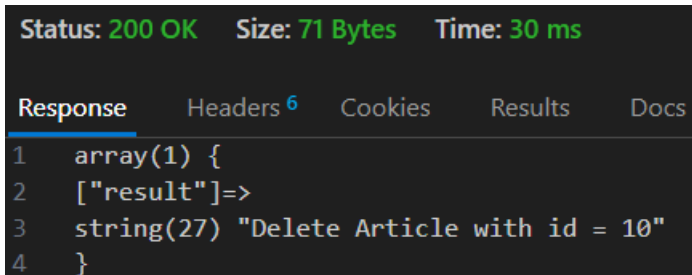 Status: 200 OK Size: 71 Bytes Time: 30 ms
Response Headers 6 Cookies Results Docs
1 array(1) {
2 ["result"]=>
3 string(27) "Delete Article with id = 10"
4 }